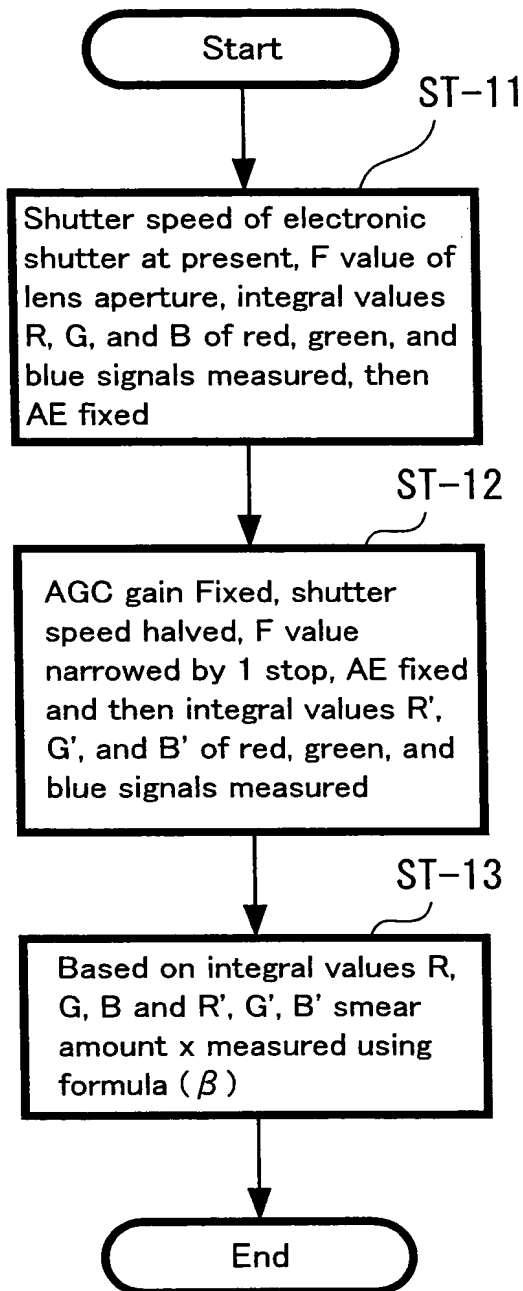 Start
ST-11
Shutter speed of electronic
shutter at present, F value of
lens aperture, integral values
R, G, and B of red, green, and
blue signals measured, then
AE fixed
ST-12
AGC gain Fixed, shutter
speed halved, F value
narrowed by 1 stop, AE fixed
and then integral values R',
G', and B' of red, green, and
blue signals measured
ST-13
Based on integral values R,
G, B and R', G', B' smear
amount x measured using
formula (β)
End